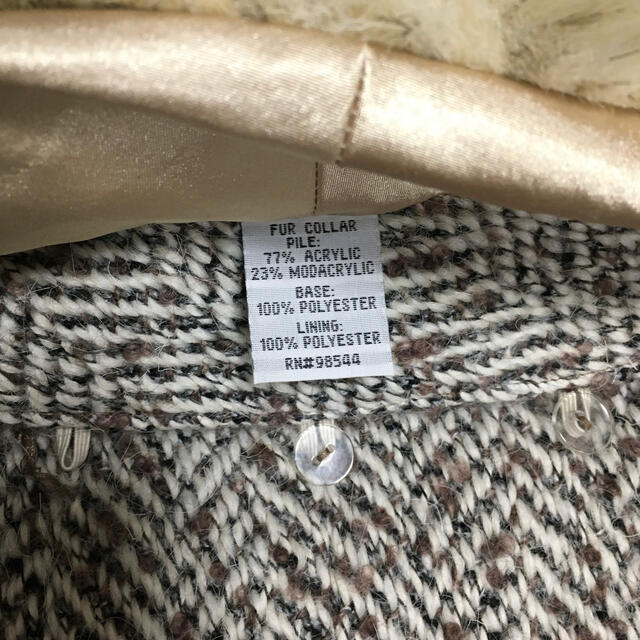 FUR COLLAR
PILE:
77% ACRYLIC
23% MODACRYLIC
BASE:
100% POLYESTER
LINING:
100% POLYESTER
RN#98544